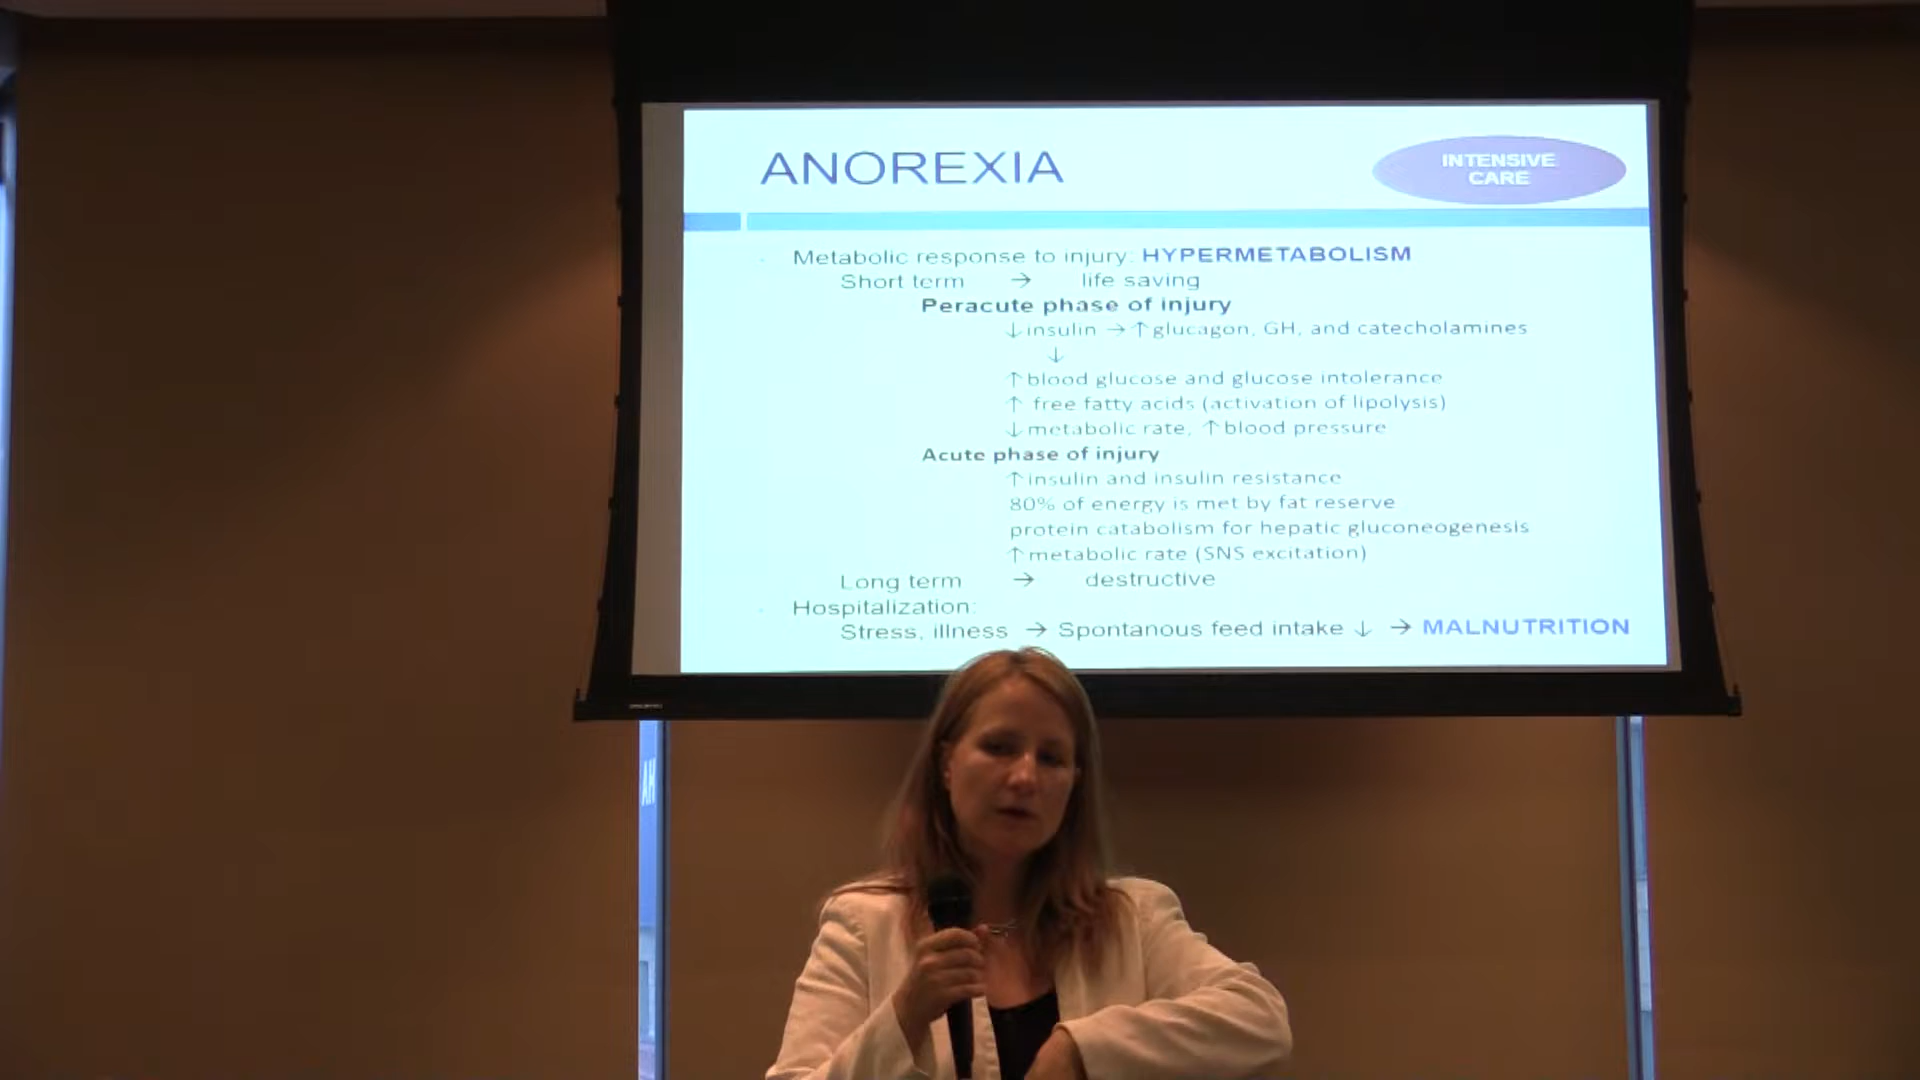 ANOREXIA
INTENSIVE
CARE
- Metabolic response to injury: HYPERMETABOLISM
Short term → life saving
Peracute phase of injury
↓insulin → ↑glucagon, GH, and catecholamines
↓
↑blood glucose and glucose intolerance
↑ free fatty acids (activation of lipolysis)
↓metabolic rate, ↑blood pressure
Acute phase of injury
↑insulin and insulin resistance
80% of energy is met by fat reserve
protein catabolism for hepatic gluconeogenesis
↑metabolic rate (SNS excitation)
Long term → destructive
- Hospitalization:
Stress, illness → Spontanous feed intake ↓ → MALNUTRITION